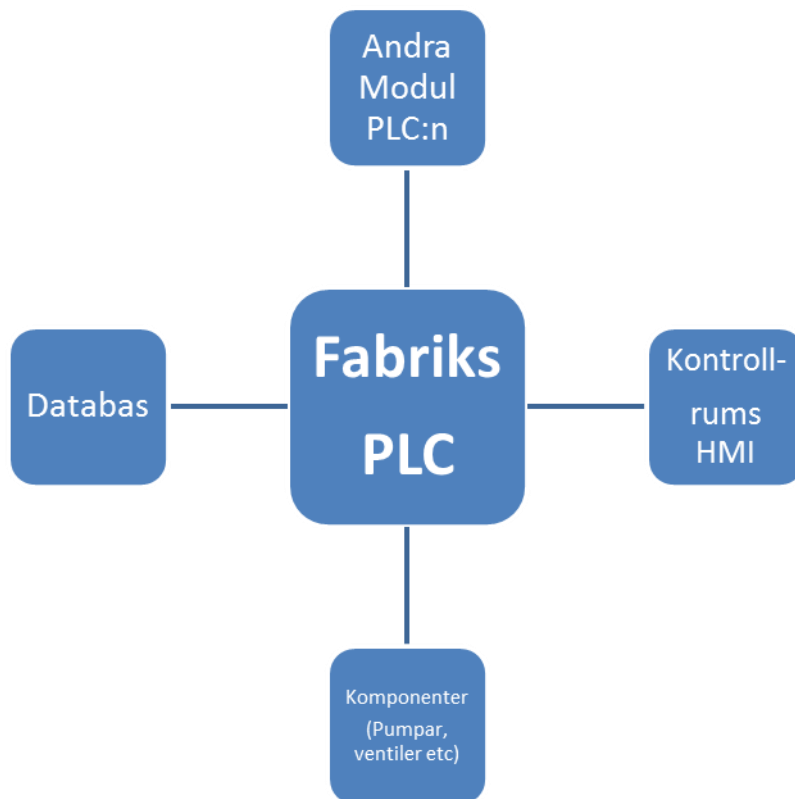 Andra
Modul
PLC:n
Databas
Fabriks
PLC
Kontroll-
rums
HMI
Komponenter
(Pumpar,
ventiler etc)